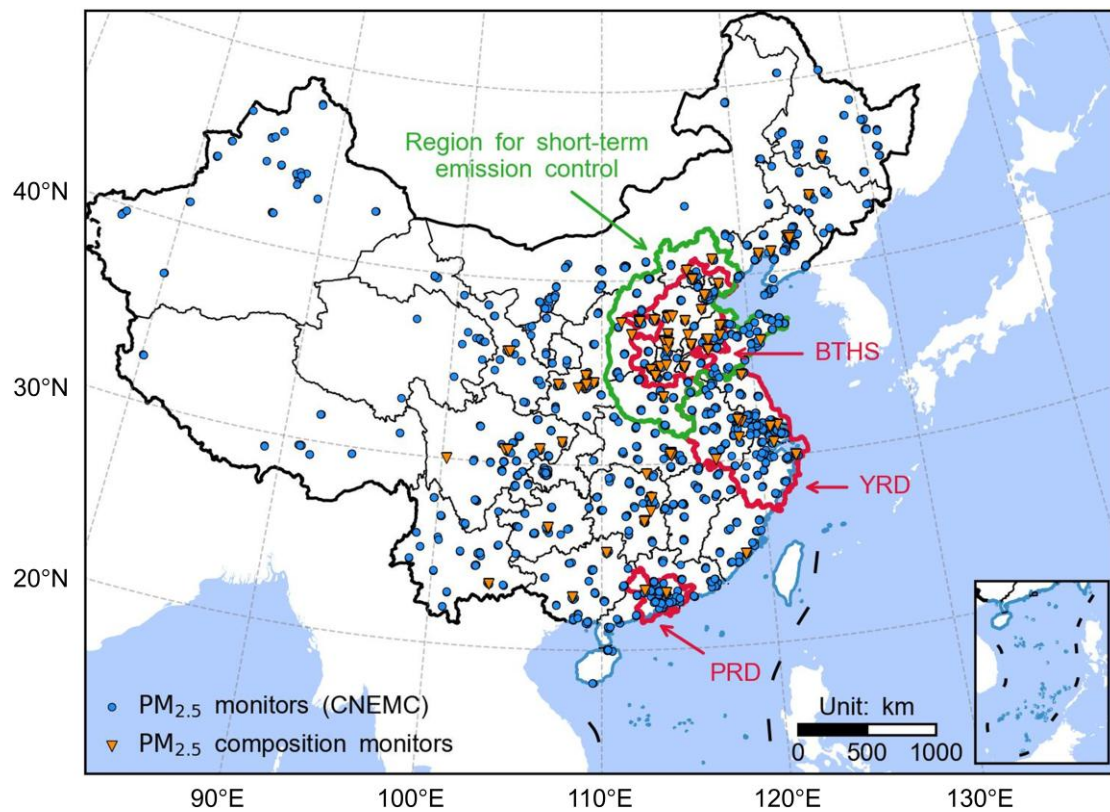 Region for short-term
emission control
40°N
30°N
20°N
BTHS
YRD
PRD
PM2.5 monitors (CNEMC)
PM2.5 composition monitors
Unit: km
0 500 1000
90°E 100°E 110°E 120°E 130°E